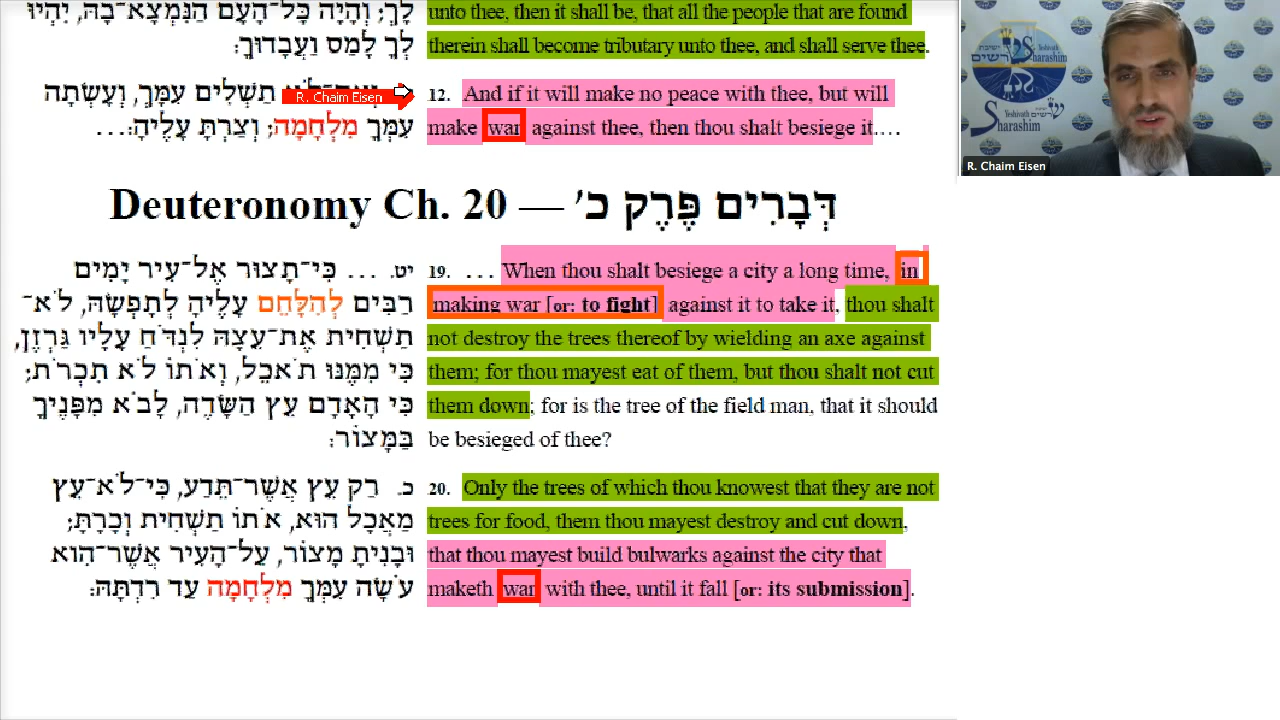 לָךְ; וְהָיָה כָּל־הָעָם הַנִּמְצָא־בָהּ, יִהְיוּ
לְךָ לָמַס וַעֲבָדוּךָ:
unto thee, then it shall be, that all the people that are found
therein shall become tributary unto thee, and shall serve thee.
תַשְׁלִים עִמָּךְ, וְעָשְׂתָה
עִמְּךָ מִלְחָמָה; וְצַרְתָּ עָלֶיהָ:...
R. Chaim Eisen
12. And if it will make no peace with thee, but will
make war against thee, then thou shalt besiege it....
Deuteronomy Ch. 20 — דְּבָרִים פֶּרֶק כ׳
יט. ... כִּי־תָצוּר אֶל־עִיר יָמִים
רַבִּים לְהִלָּחֵם עָלֶיהָ לְתָפְשָׂהּ, לֹא־
תַשְׁחִית אֶת־עֵצָהּ לִנְדֹּחַ עָלָיו גַּרְזֶן,
כִּי מִמֶּנּוּ תֹאכֵל, וְאֹתוֹ לֹא תִכְרֹת;
כִּי הָאָדָם עֵץ הַשָּׂדֶה, לָבֹא מִפָּנֶיךָ
בַּמָּצוֹר:
19. ... When thou shalt besiege a city a long time, in
making war [or: to fight] against it to take it, thou shalt
not destroy the trees thereof by wielding an axe against
them; for thou mayest eat of them, but thou shalt not cut
them down; for is the tree of the field man, that it should
be besieged of thee?
כ. רַק עֵץ אֲשֶׁר־תֵּדַע, כִּי־לֹא־עֵץ
מַאֲכָל הוּא, אֹתוֹ תַשְׁחִית וְכָרָתָּ;
וּבָנִיתָ מָצוֹר, עַל־הָעִיר אֲשֶׁר־הִוא
עֹשָׂה עִמְּךָ מִלְחָמָה עַד רִדְתָּהּ:
20. Only the trees of which thou knowest that they are not
trees for food, them thou mayest destroy and cut down,
that thou mayest build bulwarks against the city that
maketh war with thee, until it fall [or: its submission].
Yeshivath
Sharashim
Yeshivath
Sharashim
R. Chaim Eisen